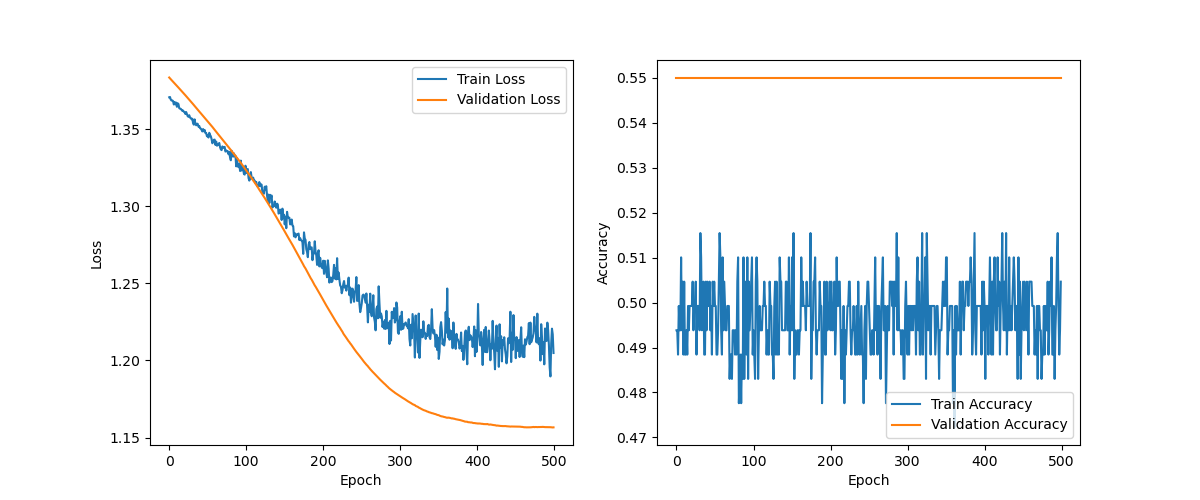 Train Loss
Validation Loss
1.35
1.30
1.25
1.20
1.15
Loss
0 100 200 300 400 500
Epoch
0.55
0.54
0.53
0.52
0.51
0.50
0.49
0.48
0.47
Accuracy
Train Accuracy
Validation Accuracy
0 100 200 300 400 500
Epoch